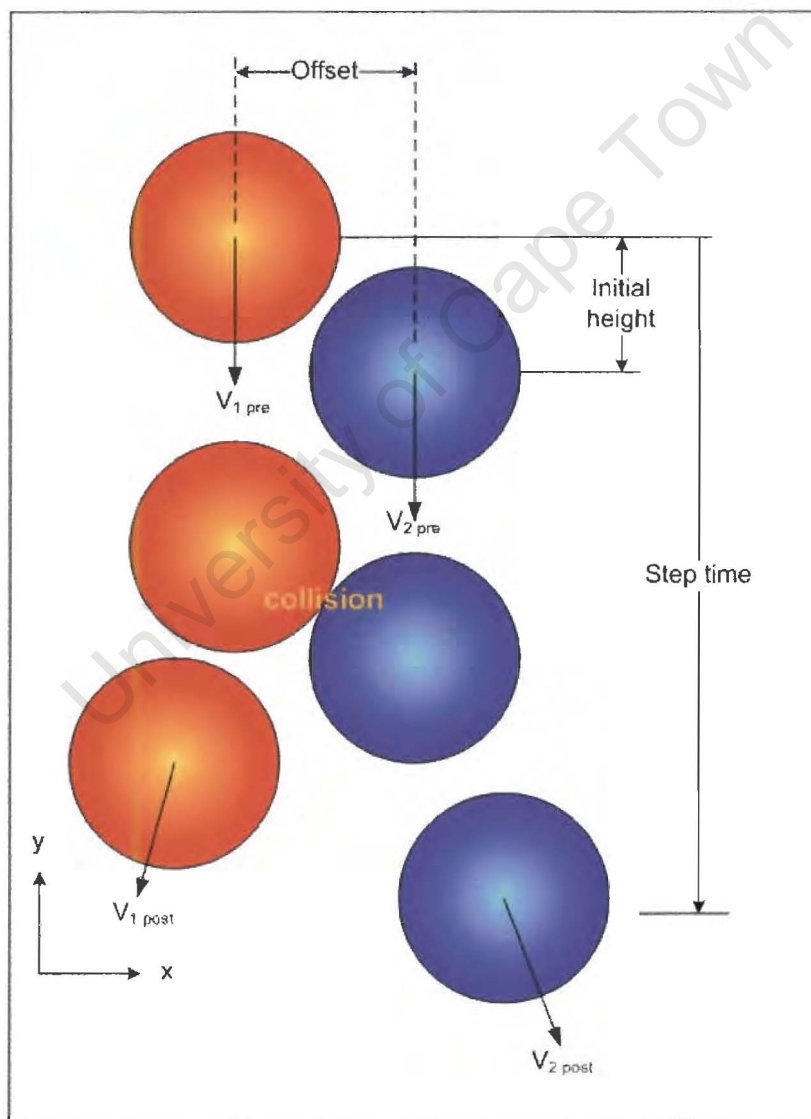 Offset
Initial
height
V1 pre
V2 pre
Step time
collision
y
V1 post
x
V2 post
University of Cape Town